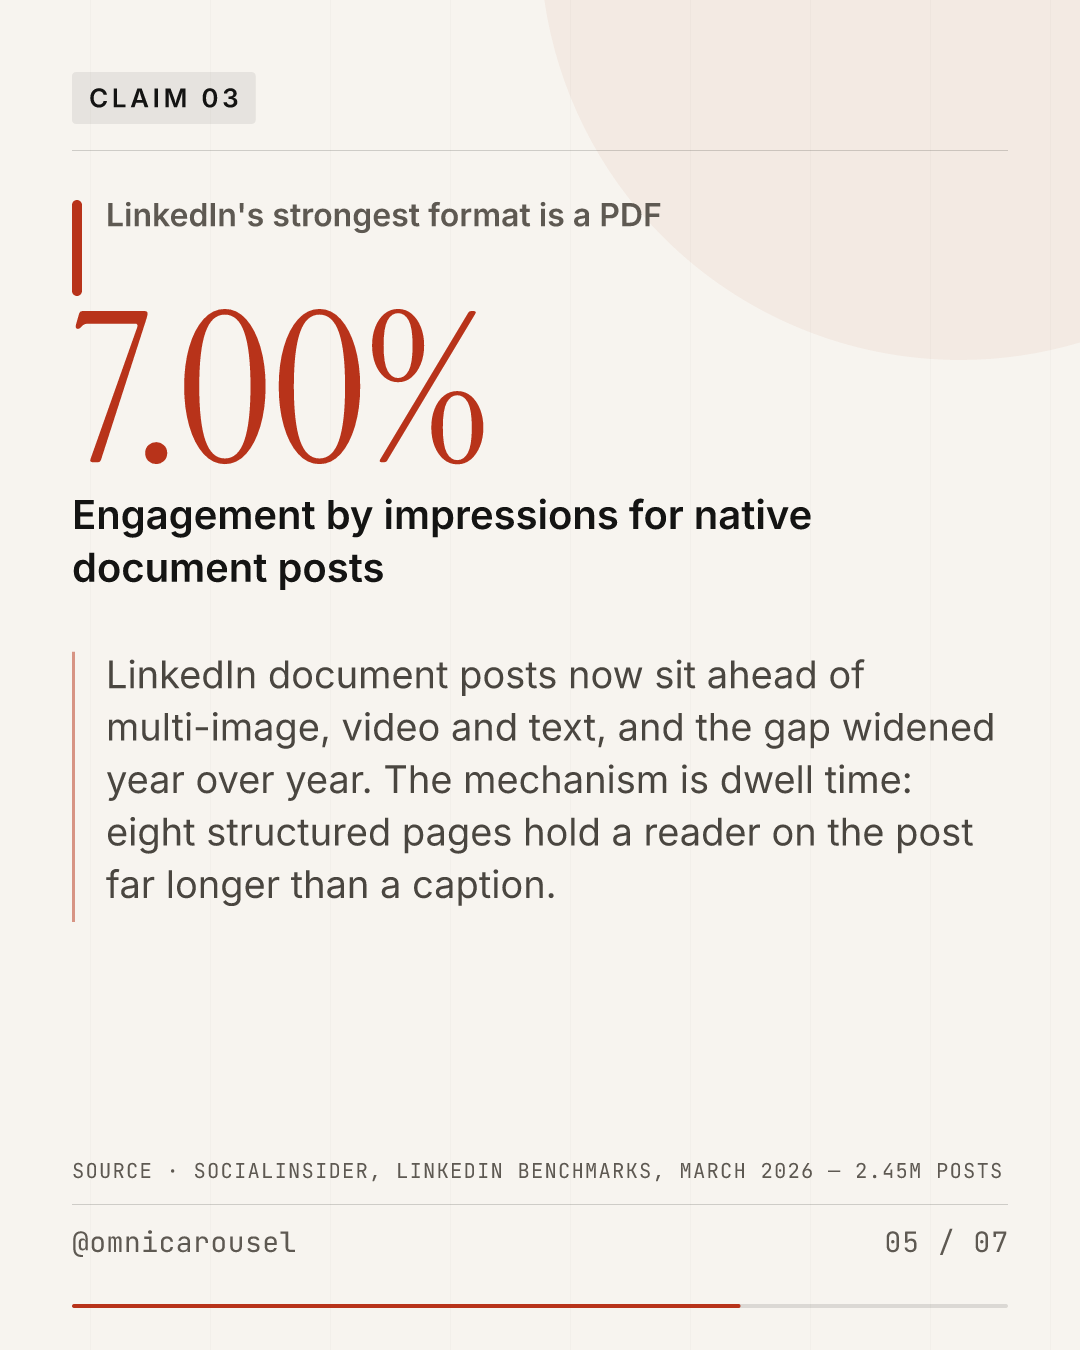 CLAIM 03
LinkedIn's strongest format is a PDF
7.00%
Engagement by impressions for native
document posts
LinkedIn document posts now sit ahead of
multi-image, video and text, and the gap widened
year over year. The mechanism is dwell time:
eight structured pages hold a reader on the post
far longer than a caption.
SOURCE · SOCIALINSIDER, LINKEDIN BENCHMARKS, MARCH 2026 — 2.45M POSTS
@omnicarousel
05 / 07